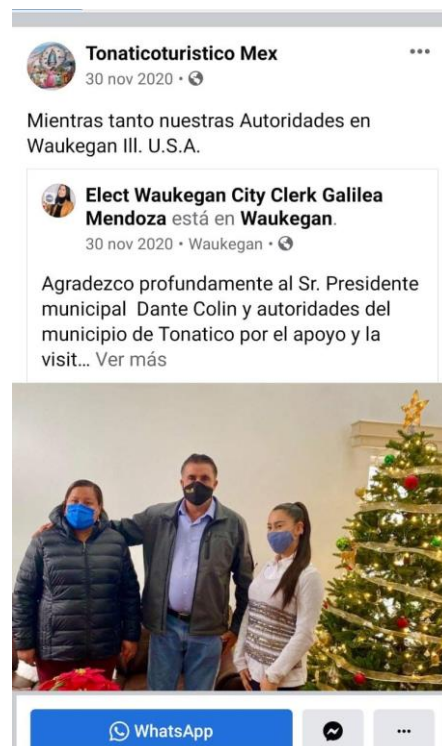 Tonaticoturistico Mex
30 nov 2020 •
Mientras tanto nuestras Autoridades en
Waukegan Ill. U.S.A.
Elect Waukegan City Clerk Galilea
Mendoza está en Waukegan.
30 nov 2020 • Waukegan •
Agradezco profundamente al Sr. Presidente
municipal Dante Colin y autoridades del
municipio de Tonatico por el apoyo y la
visit... Ver más
WhatsApp